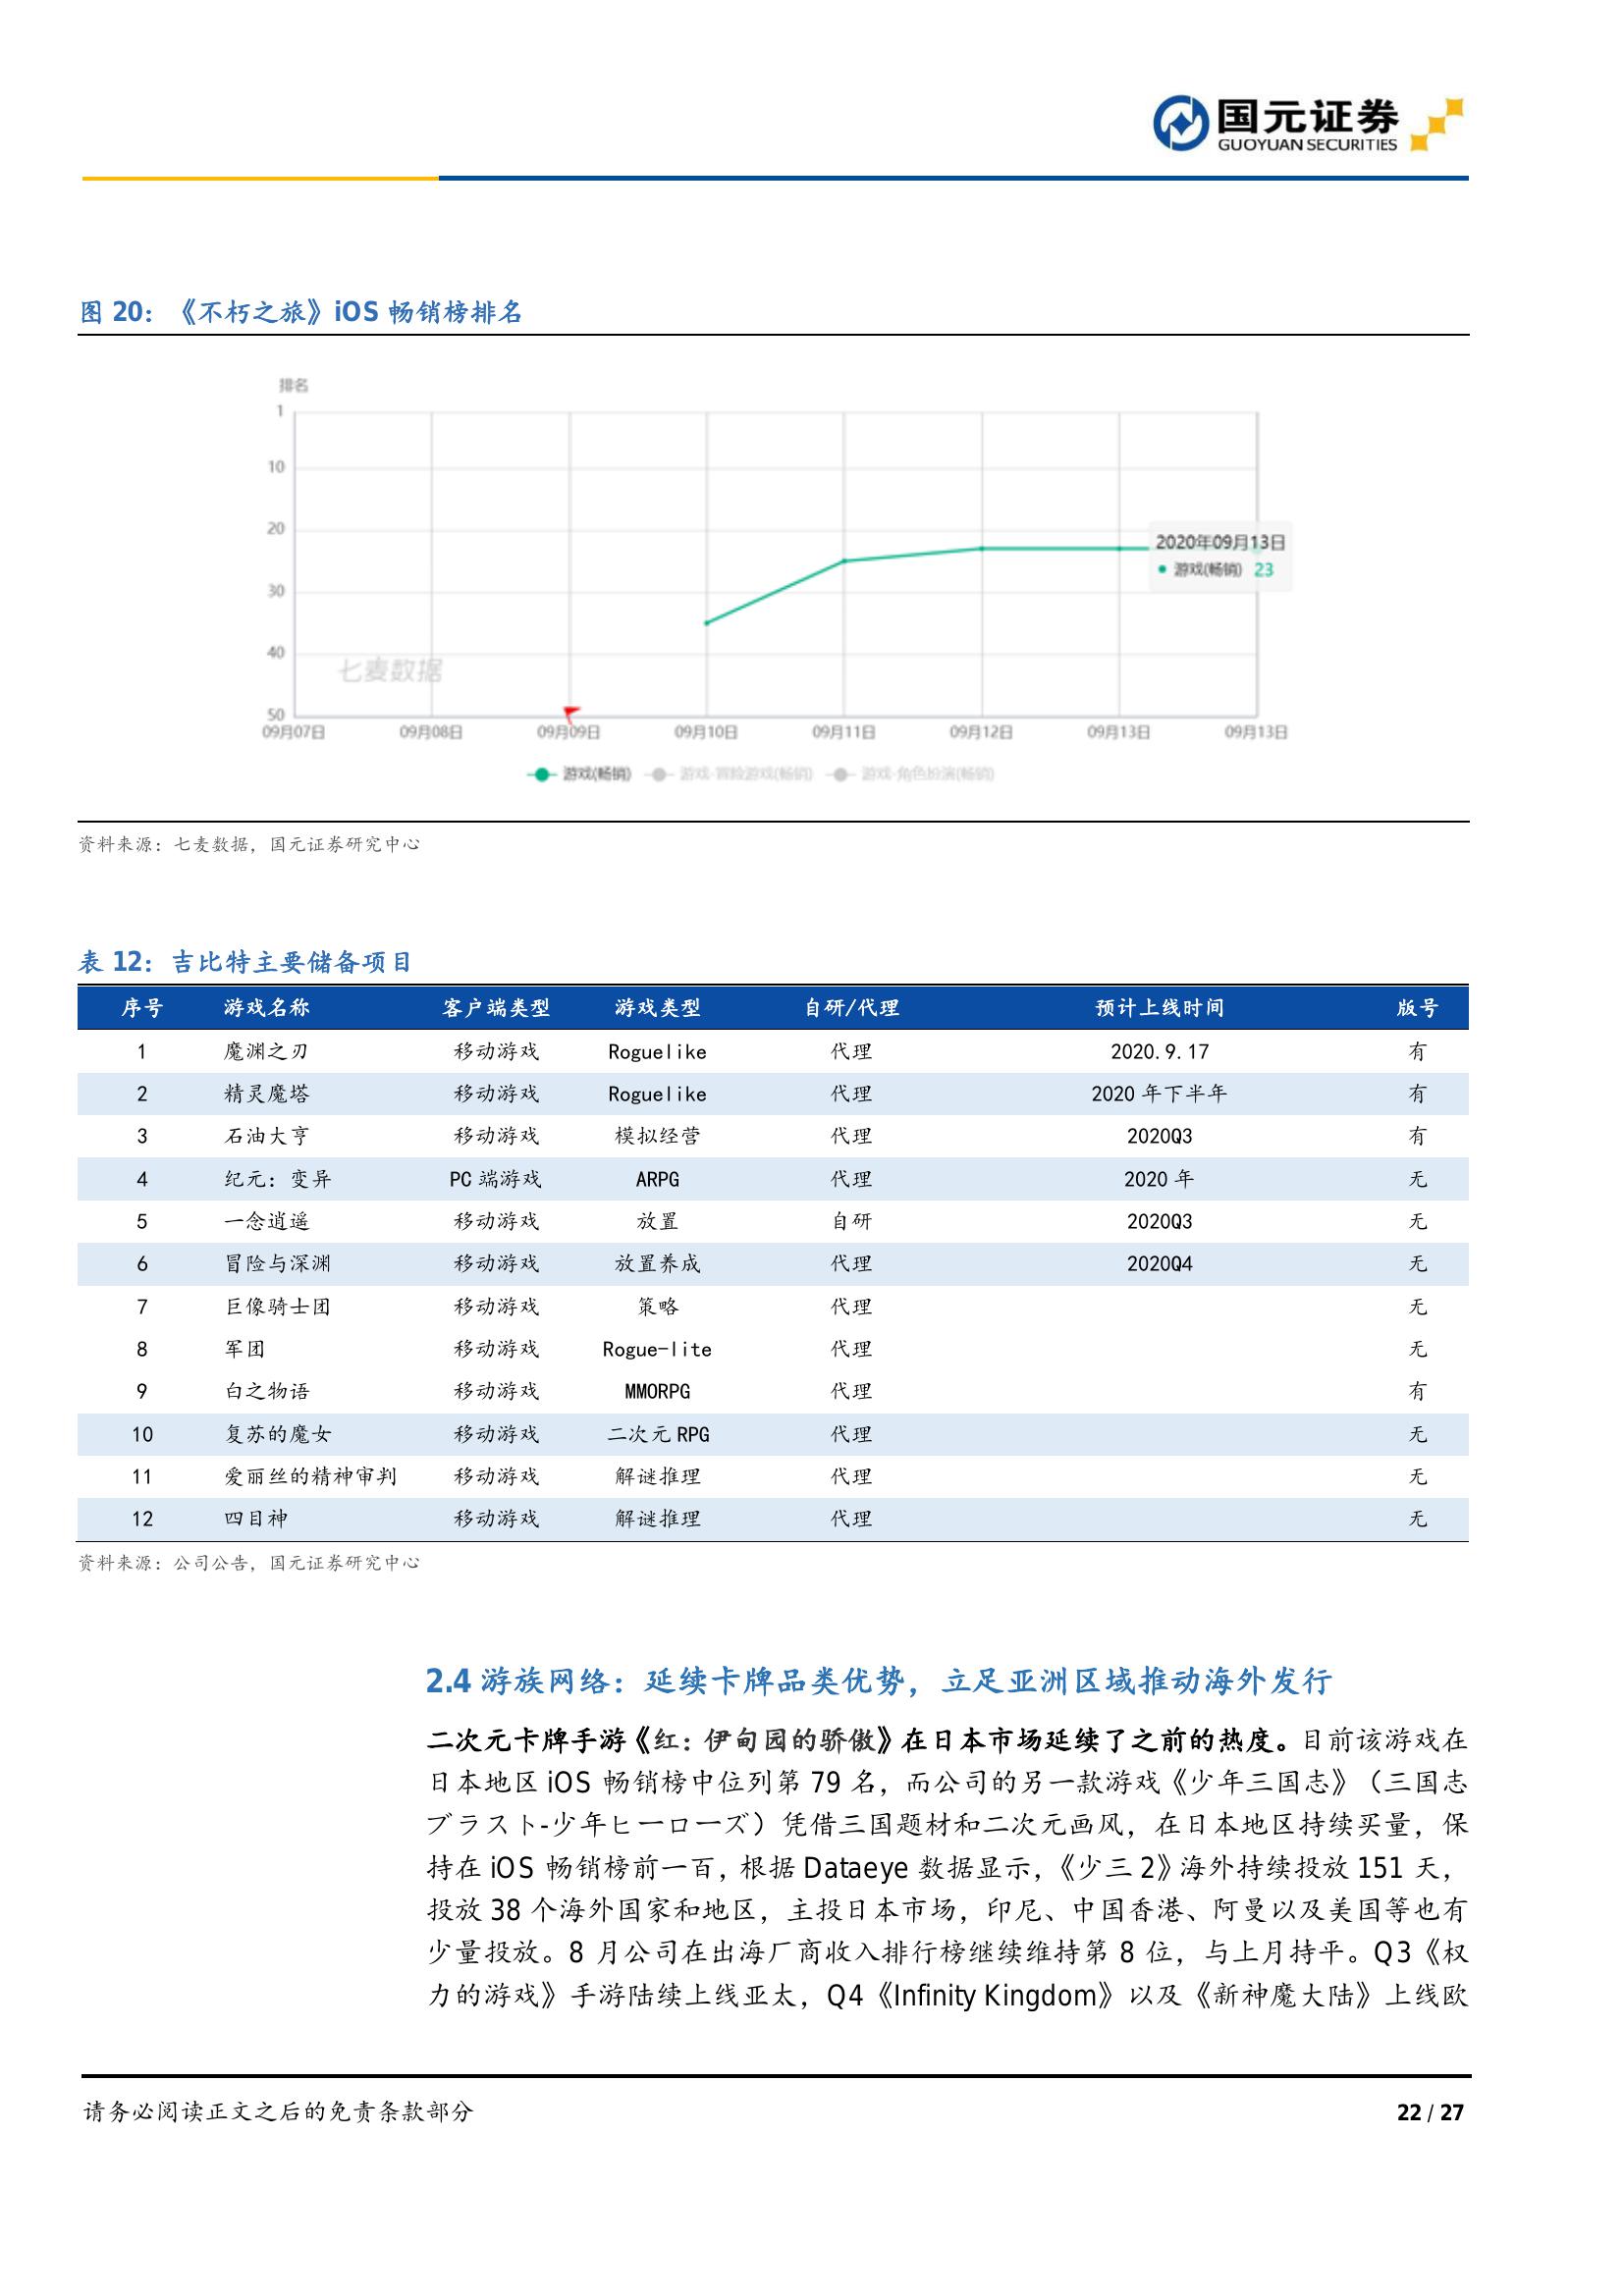 国元证券
GUOYUAN SECURITIES
图 20：《不朽之旅》iOS 畅销榜排名
排名
1
10
20
30
40
50
2020年09月13日
游戏(畅销) 23
七麦数据
09月07日 09月08日 09月09日 09月10日 09月11日 09月12日 09月13日 09月13日
游戏(畅销) 游戏-冒险游戏(畅销) 游戏-角色扮演(畅销)
资料来源：七麦数据，国元证券研究中心
表 12：吉比特主要储备项目
序号 游戏名称 客户端类型 游戏类型 自研/代理 预计上线时间 版号
1 魔渊之刃 移动游戏 Roguelike 代理 2020.9.17 有
2 精灵魔塔 移动游戏 Roguelike 代理 2020 年下半年 有
3 石油大亨 移动游戏 模拟经营 代理 2020Q3 有
4 纪元：变异 PC 端游戏 ARPG 代理 2020 年 无
5 一念逍遥 移动游戏 放置 自研 2020Q3 无
6 冒险与深渊 移动游戏 放置养成 代理 2020Q4 无
7 巨像骑士团 移动游戏 策略 代理 无
8 军团 移动游戏 Rogue-lite 代理 无
9 白之物语 移动游戏 MMORPG 代理 有
10 复苏的魔女 移动游戏 二次元 RPG 代理 无
11 爱丽丝的精神审判 移动游戏 解谜推理 代理 无
12 四目神 移动游戏 解谜推理 代理 无
资料来源：公司公告，国元证券研究中心
2.4 游族网络：延续卡牌品类优势，立足亚洲区域推动海外发行
二次元卡牌手游《红：伊甸园的骄傲》在日本市场延续了之前的热度。目前该游戏在
日本地区 iOS 畅销榜中位列第 79 名，而公司的另一款游戏《少年三国志》（三国志
ブラスト-少年ヒーローズ）凭借三国题材和二次元画风，在日本地区持续买量，保
持在 iOS 畅销榜前一百，根据 Dataeye 数据显示，《少三 2》海外持续投放 151 天，
投放 38 个海外国家和地区，主投日本市场，印尼、中国香港、阿曼以及美国等也有
少量投放。8 月公司在出海厂商收入排行榜继续维持第 8 位，与上月持平。Q3《权
力的游戏》手游陆续上线亚太，Q4《Infinity Kingdom》以及《新神魔大陆》上线欧
请务必阅读正文之后的免责条款部分
22 / 27